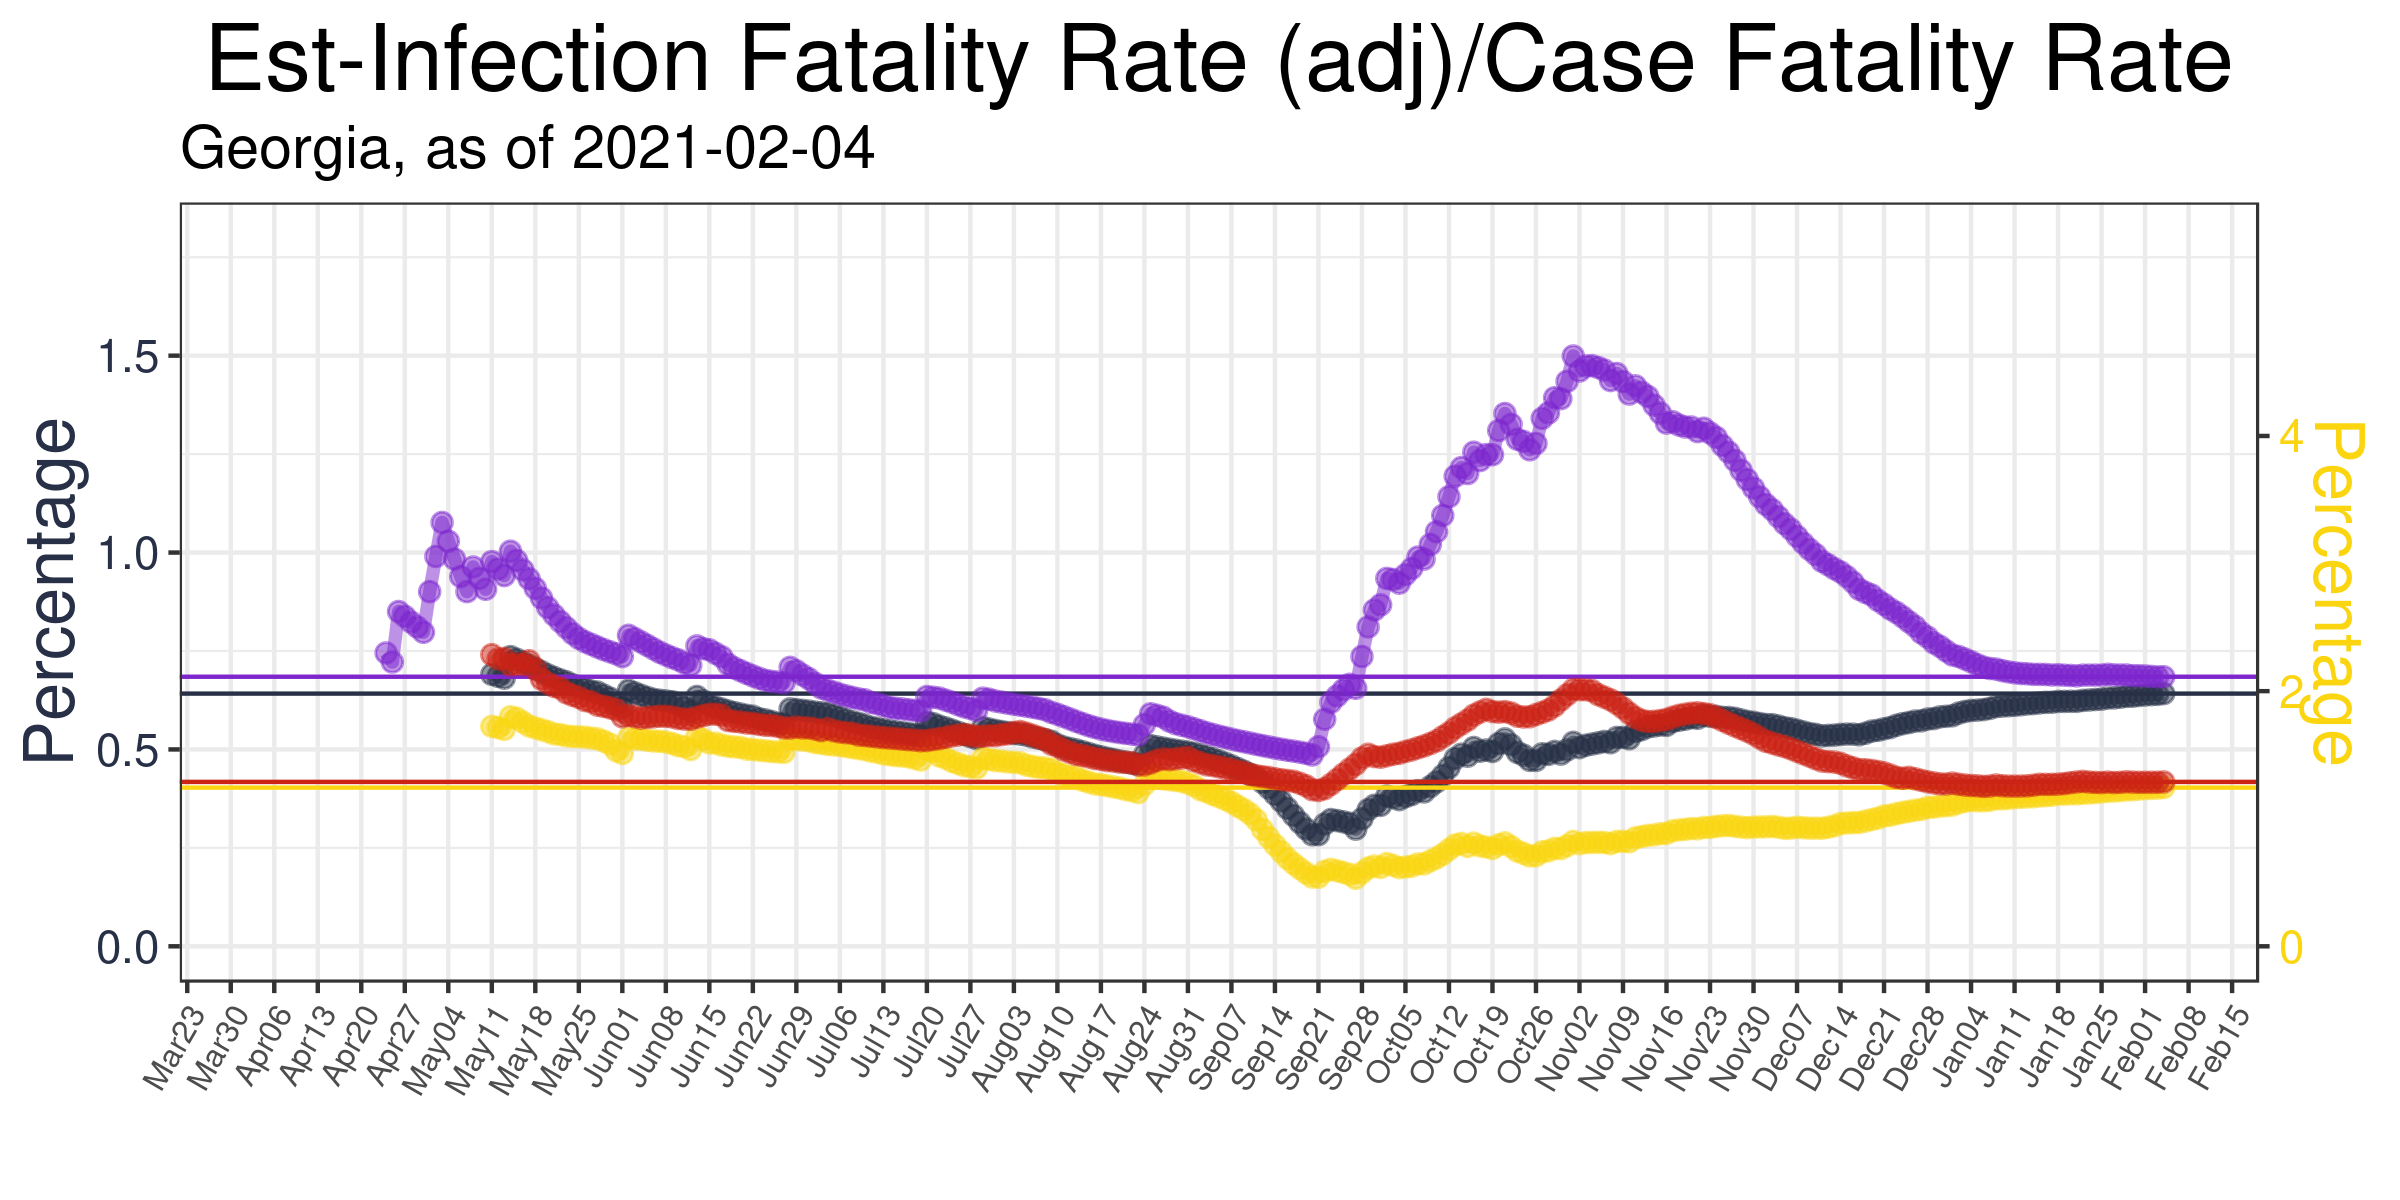 Est-Infection Fatality Rate (adj)/Case Fatality Rate
Georgia, as of 2021-02-04
Percentage
1.5
1.0
0.5
0.0
4
2
0
Percentage
Mar23
Mar30
Apr06
Apr13
Apr20
Apr27
May04
May11
May18
May25
Jun01
Jun08
Jun15
Jun22
Jun29
Jul06
Jul13
Jul20
Jul27
Aug03
Aug10
Aug17
Aug24
Aug31
Sep07
Sep14
Sep21
Sep28
Oct05
Oct12
Oct19
Oct26
Nov02
Nov09
Nov16
Nov23
Nov30
Dec07
Dec14
Dec21
Dec28
Jan04
Jan11
Jan18
Jan25
Feb01
Feb08
Feb15